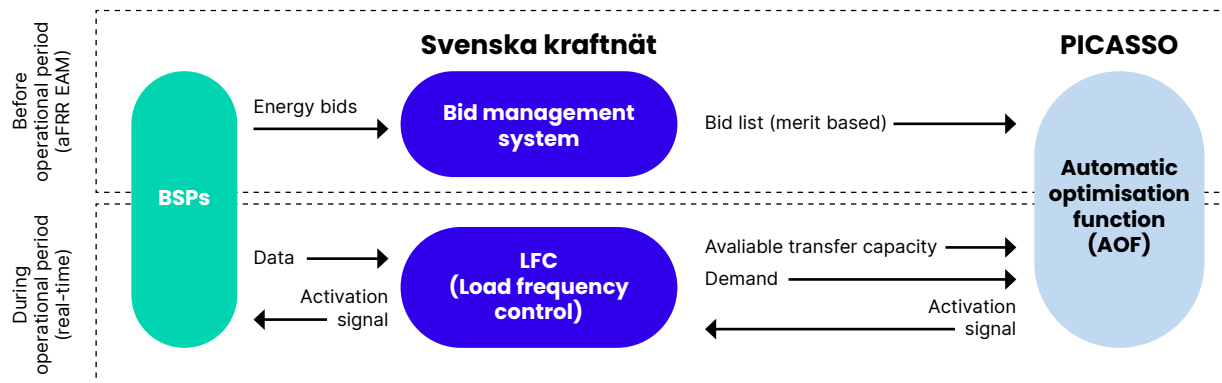 Before
operational period
(aFRR EAM)
Svenska kraftnät
PICASSO
Energy bids
Bid management
system
Bid list (merit based)
BSPs
Automatic
optimisation
function
(AOF)
During
operational period
(real-time)
Data
LFC
(Load frequency
control)
Avaliable transfer capacity
Demand
Activation
signal
Activation
signal